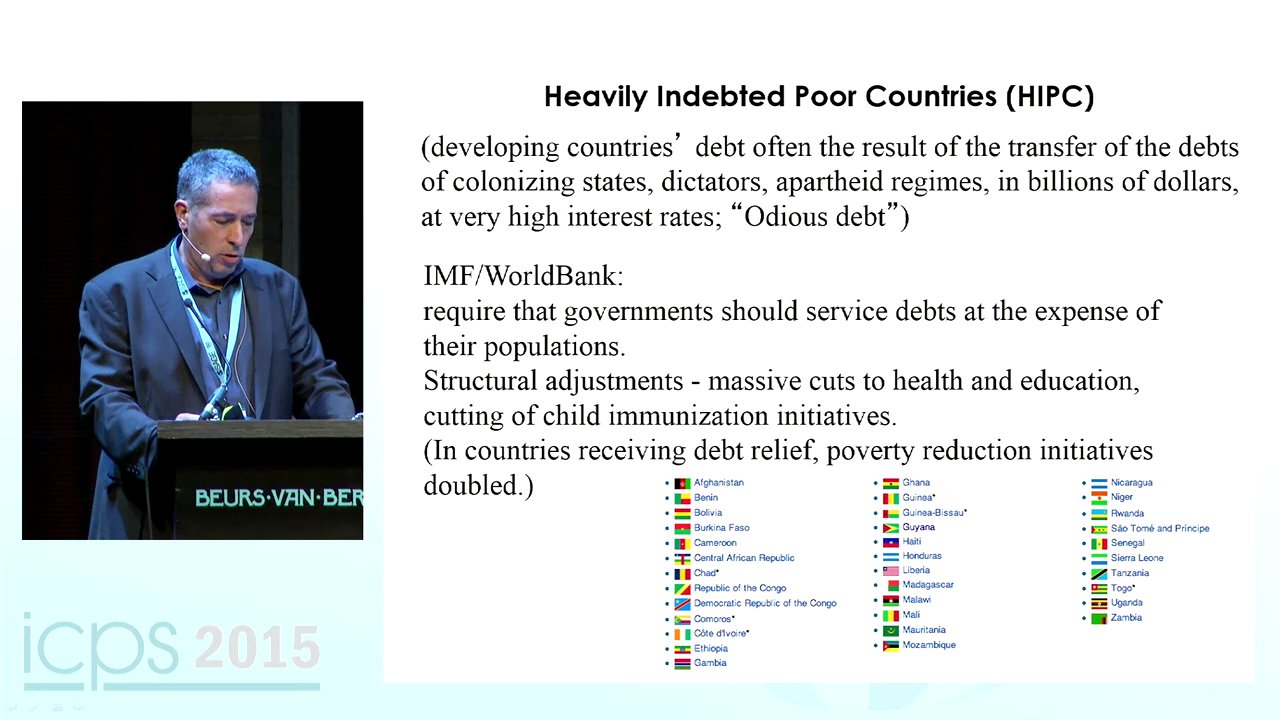 Heavily Indebted Poor Countries (HIPC)
(developing countries’ debt often the result of the transfer of the debts
of colonizing states, dictators, apartheid regimes, in billions of dollars,
at very high interest rates; “Odious debt”)
IMF/WorldBank:
require that governments should service debts at the expense of
their populations.
Structural adjustments - massive cuts to health and education,
cutting of child immunization initiatives.
(In countries receiving debt relief, poverty reduction initiatives
doubled.)
Afghanistan
Benin
Bolivia
Burkina Faso
Cameroon
Central African Republic
Chad*
Republic of the Congo
Democratic Republic of the Congo
Comoros*
Côte d'Ivoire*
Ethiopia
Gambia
Ghana
Guinea*
Guinea-Bissau*
Guyana
Haiti
Honduras
Liberia
Madagascar
Malawi
Mali
Mauritania
Mozambique
Nicaragua
Niger
Rwanda
São Tomé and Príncipe
Senegal
Sierra Leone
Tanzania
Togo*
Uganda
Zambia
BEURS·VAN·BER
icps 2015